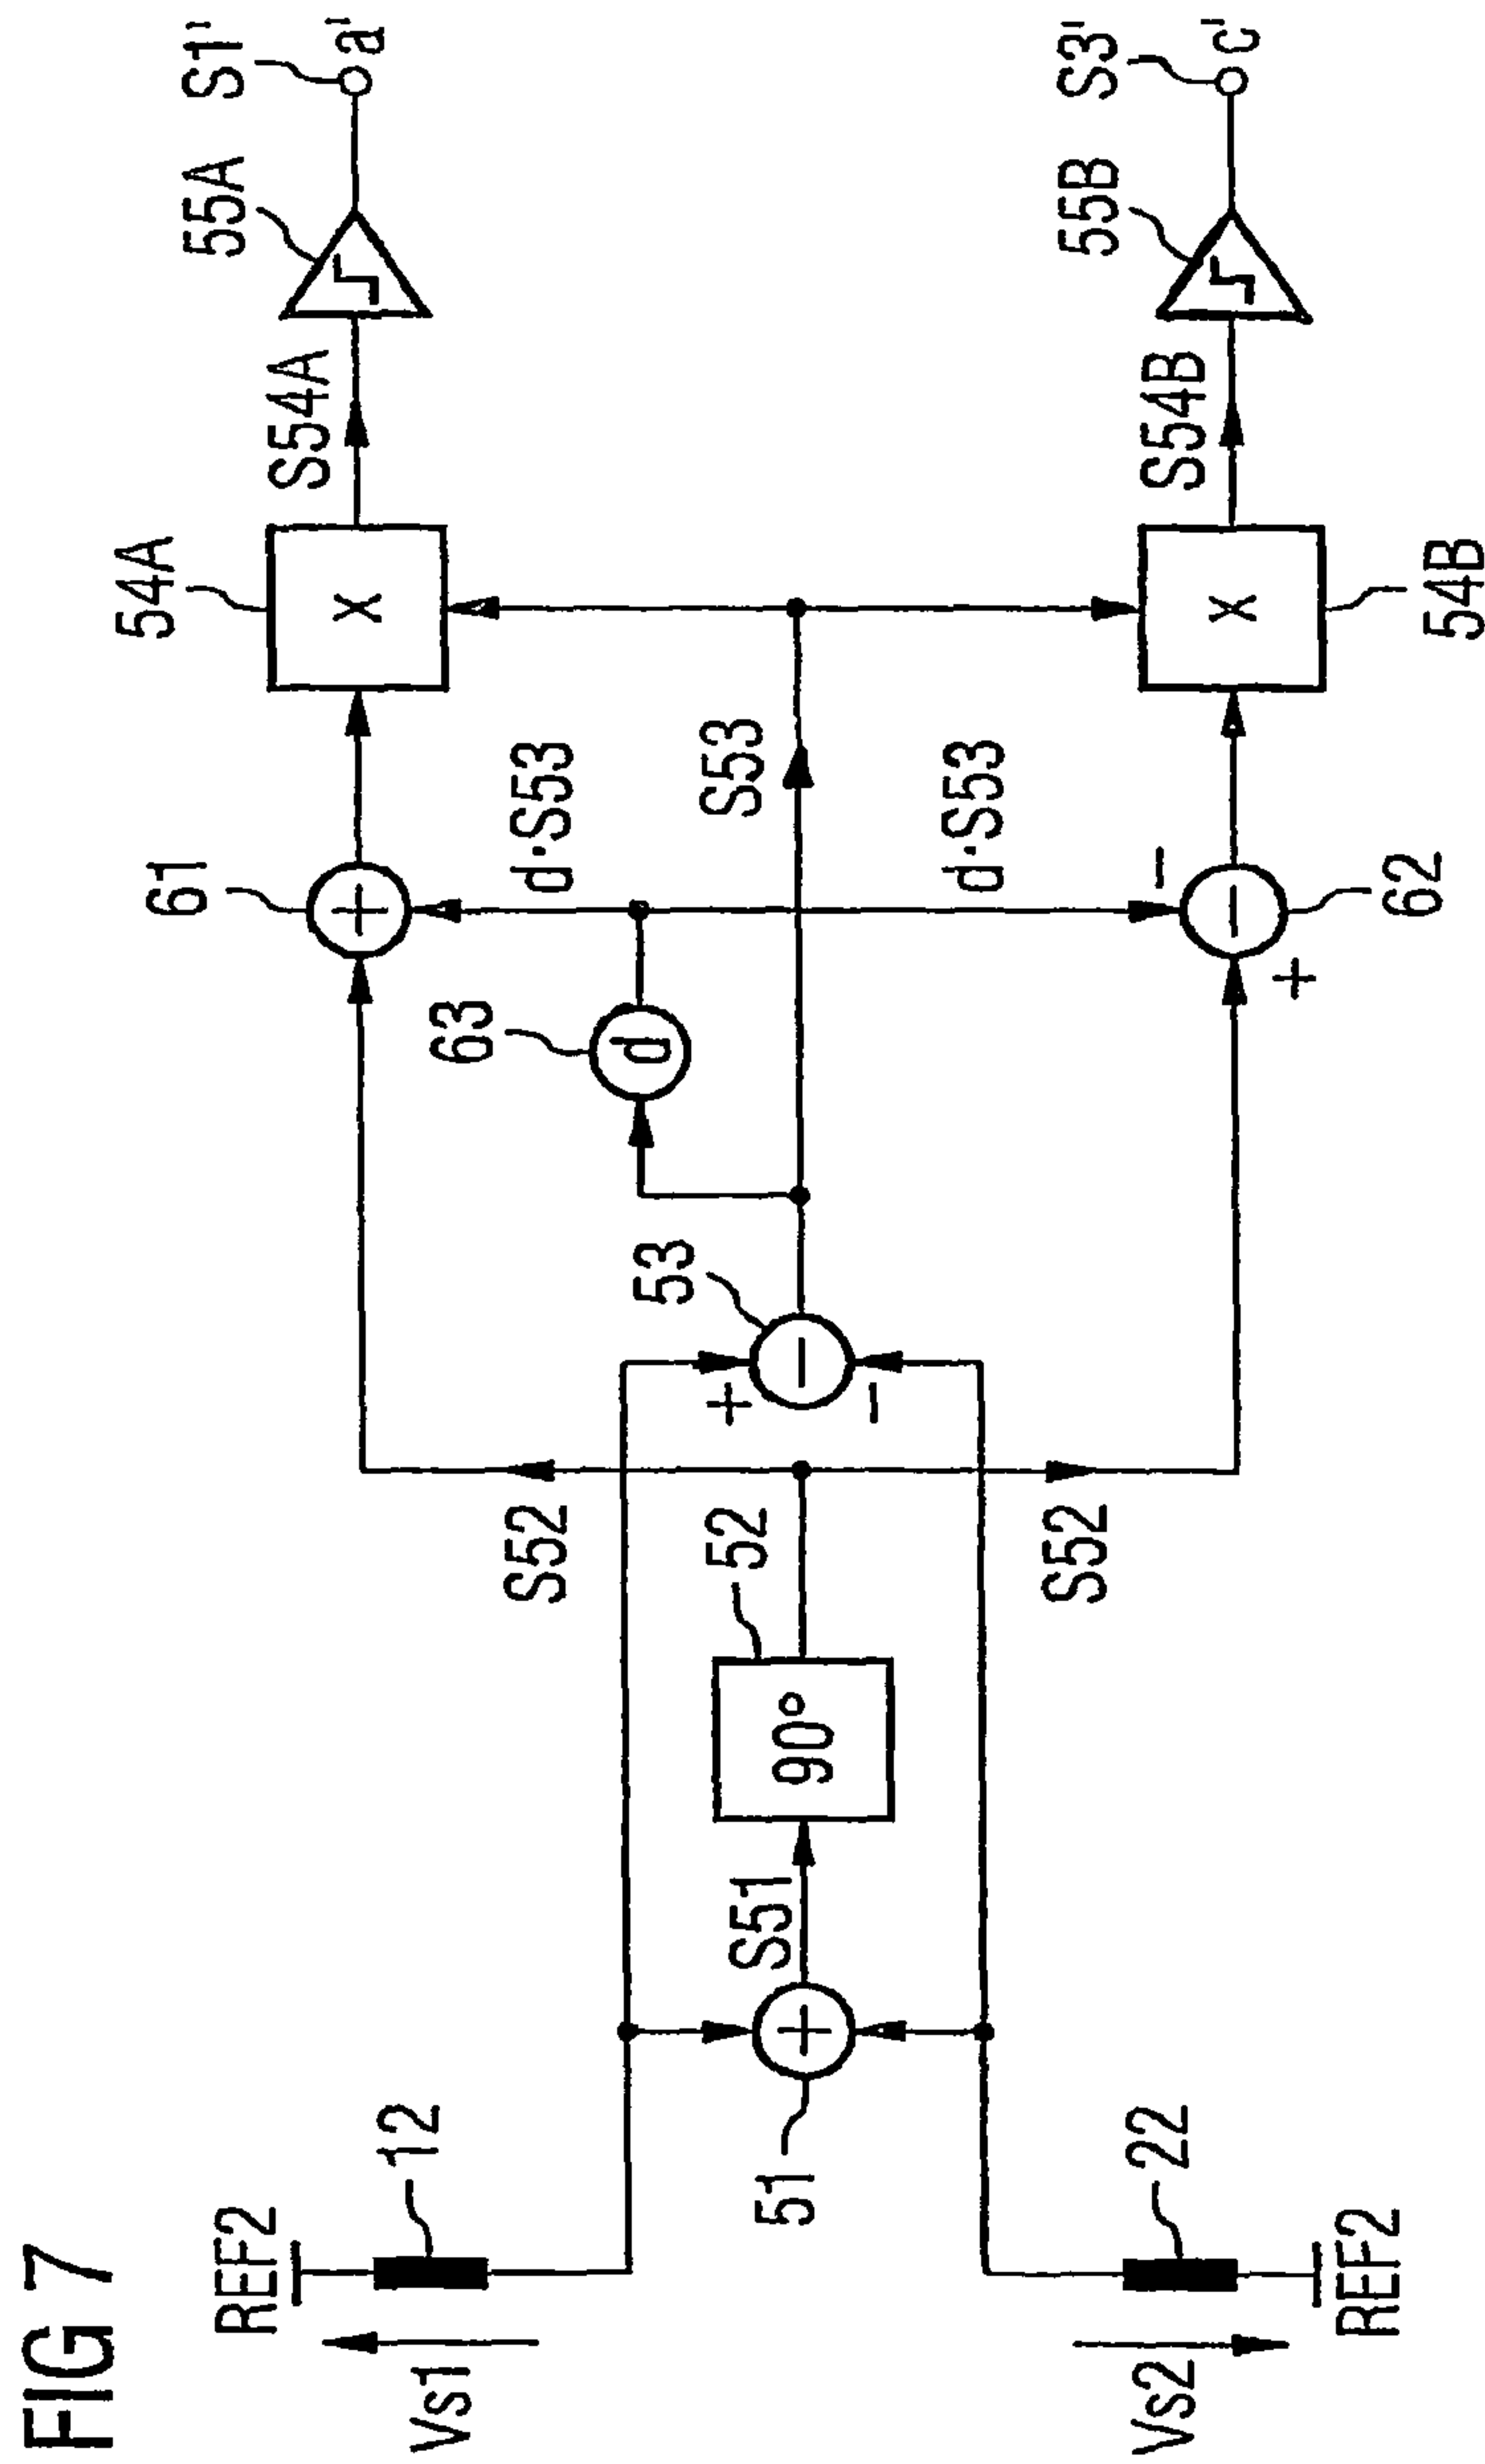 FIG 7
REF2
Vs1
12
51
+
S51
90°
52
S52
S52
22
Vs2
REF2
53
+
−
−
63
d
61
+
d·S53
S53
d·S53
−
−
+
62
54A
x
S54A
55A
S1'
a'
54B
x
S54B
55B
S3'
c'